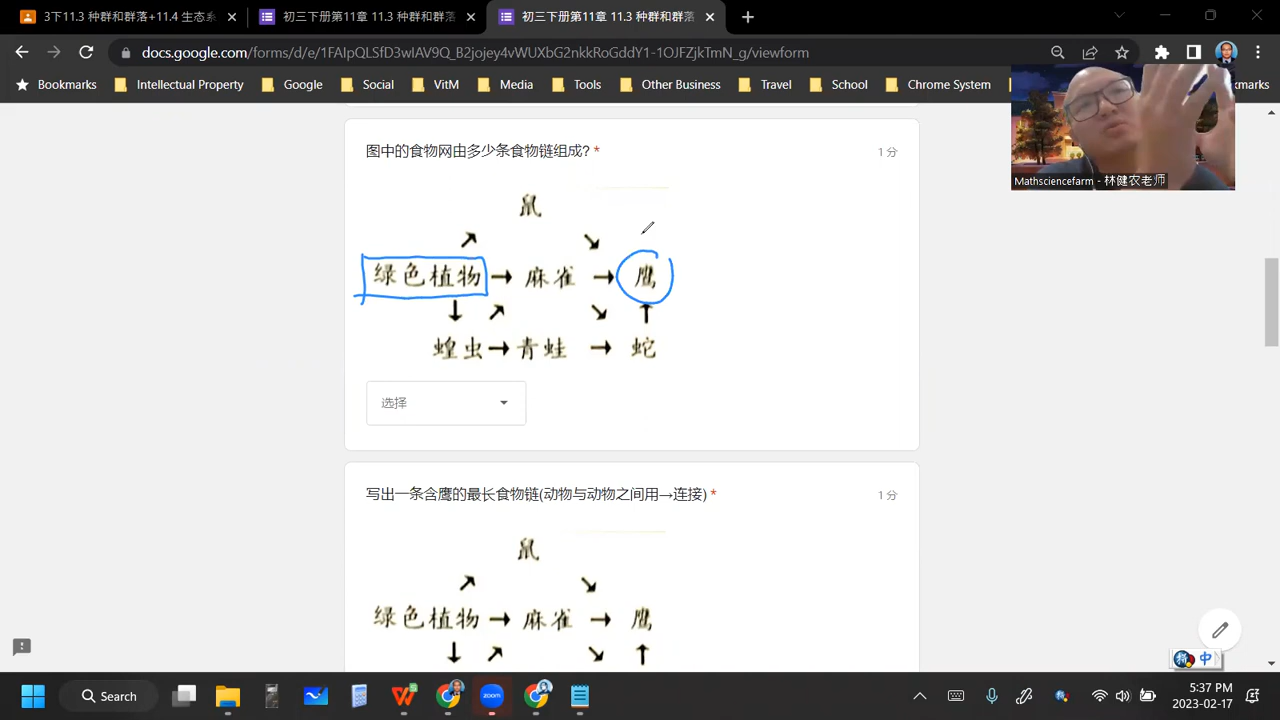 3下11.3 种群和群落+11.4 生态系
初三下册第11章 11.3 种群和群落
初三下册第11章 11.3 种群和群落
docs.google.com/forms/d/e/1FAIpQLSfD3wIAV9Q_B2jojey4vWUXbG2nkkRoGddY1-1OJFZjkTmN_g/viewform
Bookmarks Intellectual Property Google Social VitM Media Tools Other Business Travel School Chrome System
Mathsciencefarm - 林健农老师
图中的食物网由多少条食物链组成? *
1 分
鼠
↗ ↘
绿色植物 → 麻雀 → 鹰
↓ ↗ ↘ ↑
蝗虫 → 青蛙 → 蛇
选择
写出一条含鹰的最长食物链(动物与动物之间用→连接) *
1 分
鼠
↗ ↘
绿色植物 → 麻雀 → 鹰
↓ ↗ ↘ ↑
中
Search
zoom
5:37 PM
2023-02-17